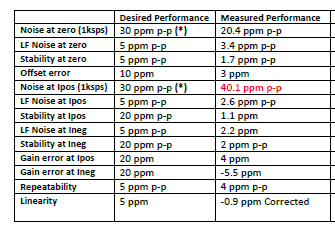 Desired Performance Measured Performance
Noise at zero (1ksps) 30 ppm p-p (*) 20.4 ppm p-p
LF Noise at zero 5 ppm p-p 3.4 ppm p-p
Stability at zero 5 ppm p-p 1.7 ppm p-p
Offset error 10 ppm 3 ppm
Noise at Ipos (1ksps) 30 ppm p-p (*) 40.1 ppm p-p
LF Noise at Ipos 5 ppm p-p 2.6 ppm p-p
Stability at Ipos 20 ppm p-p 1.1 ppm
LF Noise at Ineg 5 ppm p-p 2.2 ppm
Stability at Ineg 20 ppm p-p 2 ppm p-p
Gain error at Ipos 20 ppm 4 ppm
Gain error at Ineg 20 ppm -5.5 ppm
Repeatability 5 ppm p-p 4 ppm p-p
Linearity 5 ppm -0.9 ppm Corrected